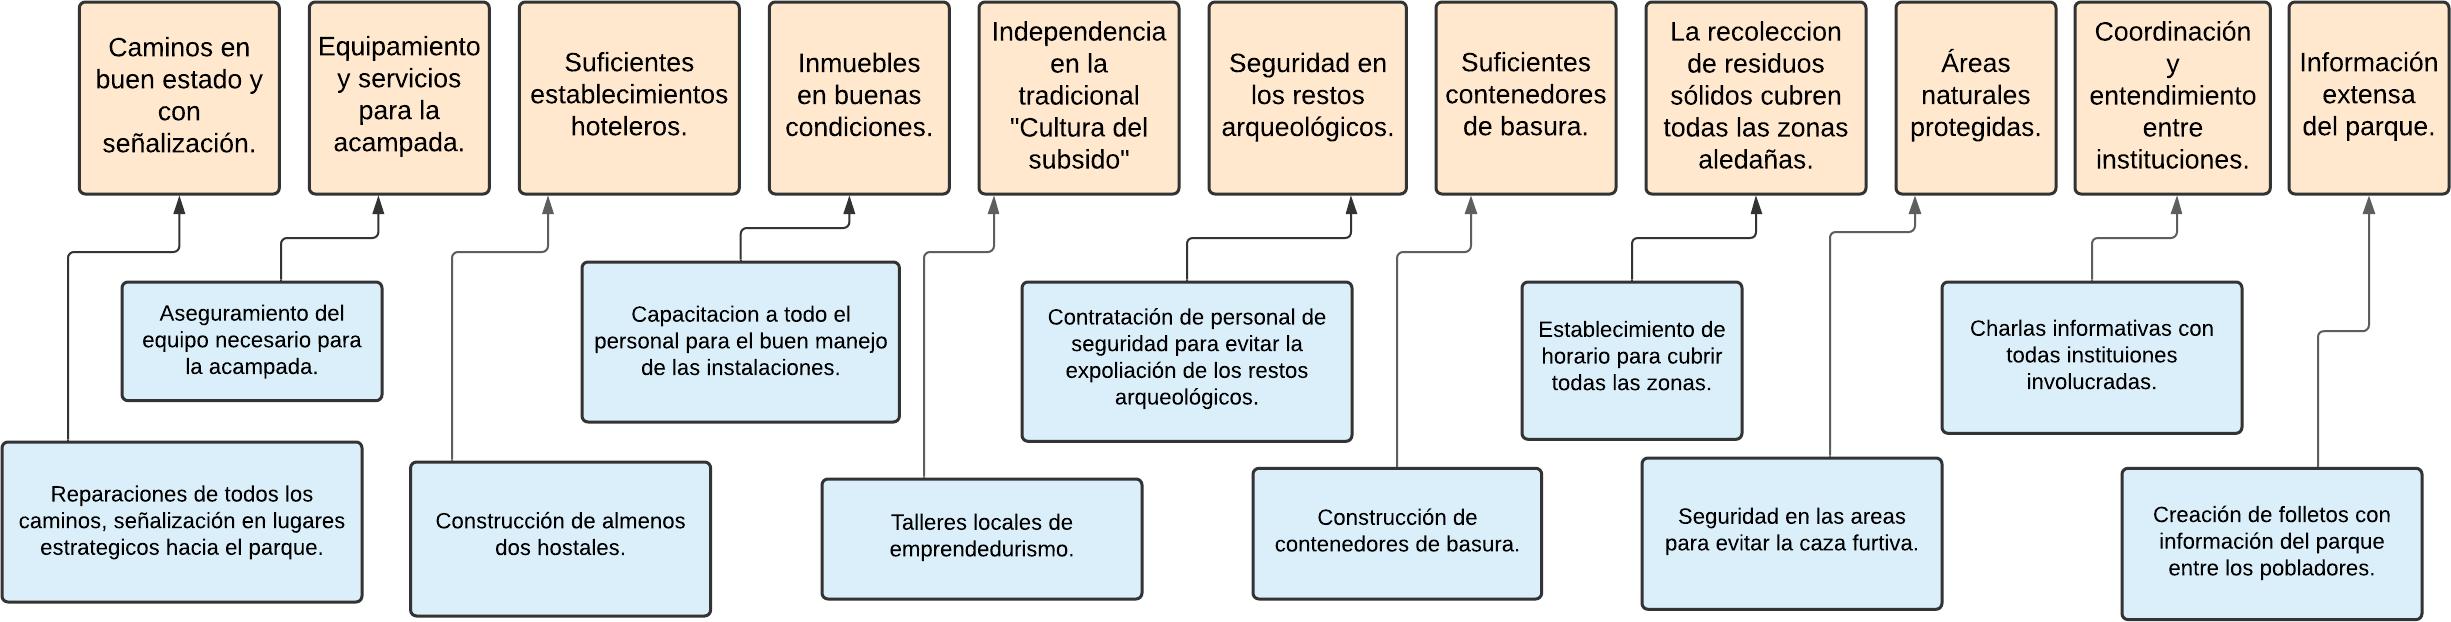 Caminos en
buen estado y
con
señalización.
Equipamiento
y servicios
para la
acampada.
Suficientes
establecimientos
hoteleros.
Inmuebles
en buenas
condiciones.
Independencia
en la
tradicional
"Cultura del
subsido"
Seguridad en
los restos
arqueológicos.
Suficientes
contenedores
de basura.
La recoleccion
de residuos
sólidos cubren
todas las zonas
aledañas.
Áreas
naturales
protegidas.
Coordinación
y
entendimiento
entre
instituciones.
Información
extensa
del parque.
Aseguramiento del
equipo necesario para
la acampada.
Capacitacion a todo el
personal para el buen manejo
de las instalaciones.
Contratación de personal de
seguridad para evitar la
expoliación de los restos
arqueológicos.
Establecimiento de
horario para cubrir
todas las zonas.
Charlas informativas con
todas instituiones
involucradas.
Reparaciones de todos los
caminos, señalización en lugares
estrategicos hacia el parque.
Construcción de almenos
dos hostales.
Talleres locales de
emprendedurismo.
Construcción de
contenedores de basura.
Seguridad en las areas
para evitar la caza furtiva.
Creación de folletos con
información del parque
entre los pobladores.